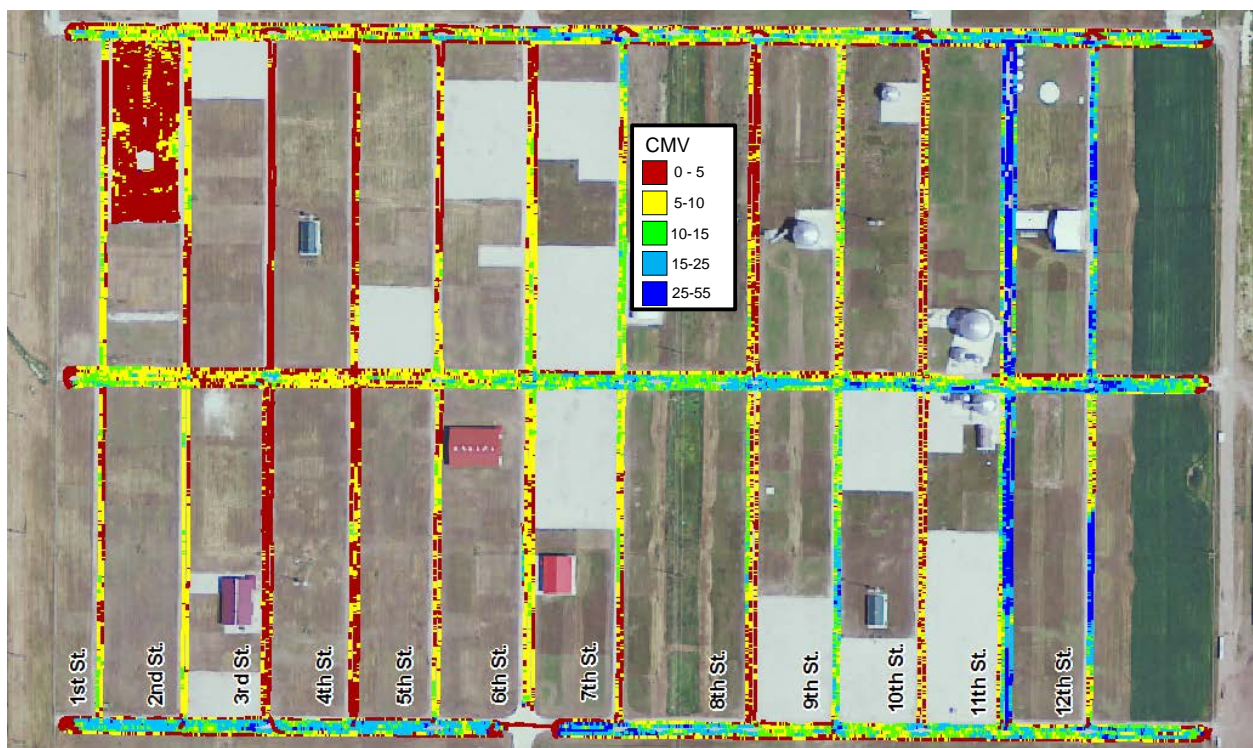 CMV
0 - 5
5-10
10-15
15-25
25-55
1st St.
2nd St.
3rd St.
4th St.
5th St.
6th St.
7th St.
8th St.
9th St.
10th St.
11th St.
12th St.